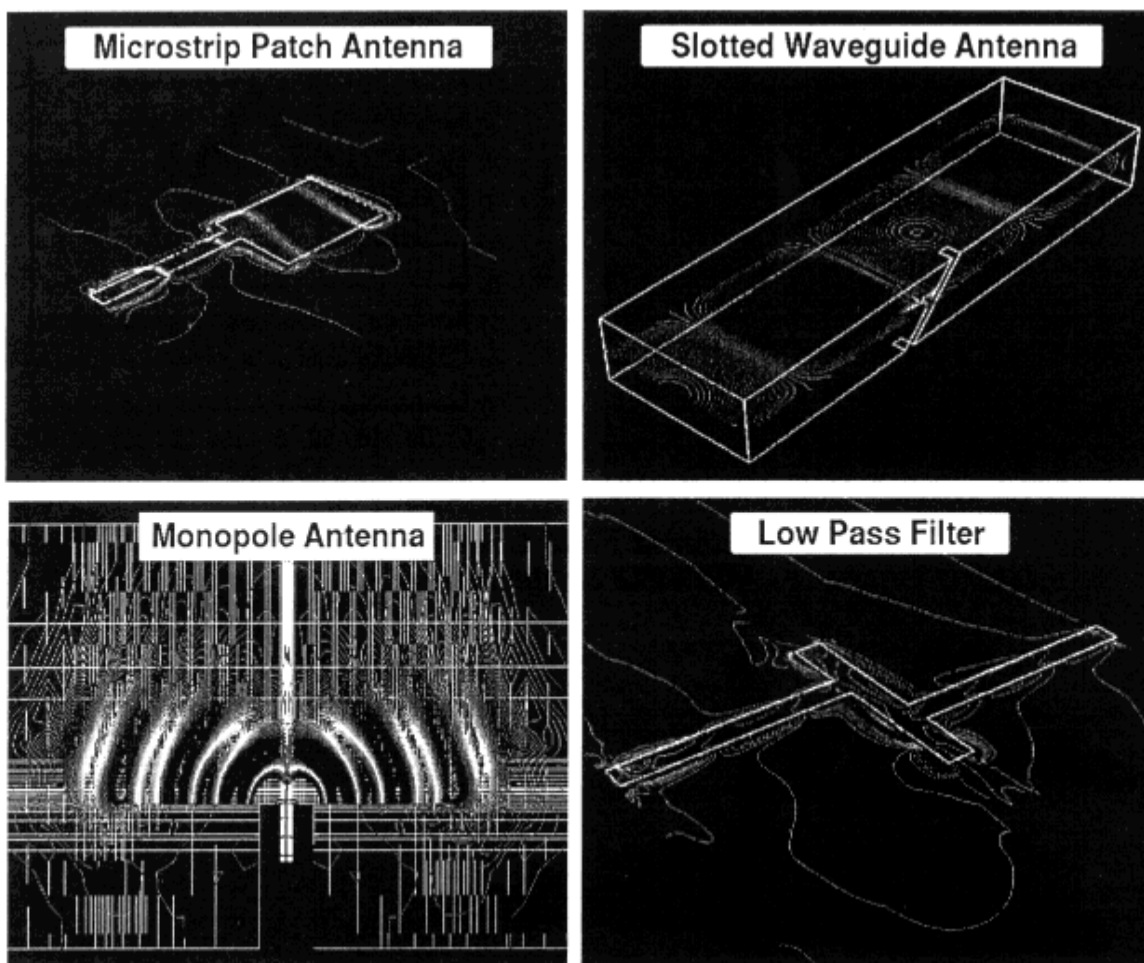 Microstrip Patch Antenna
Slotted Waveguide Antenna
Monopole Antenna
Low Pass Filter